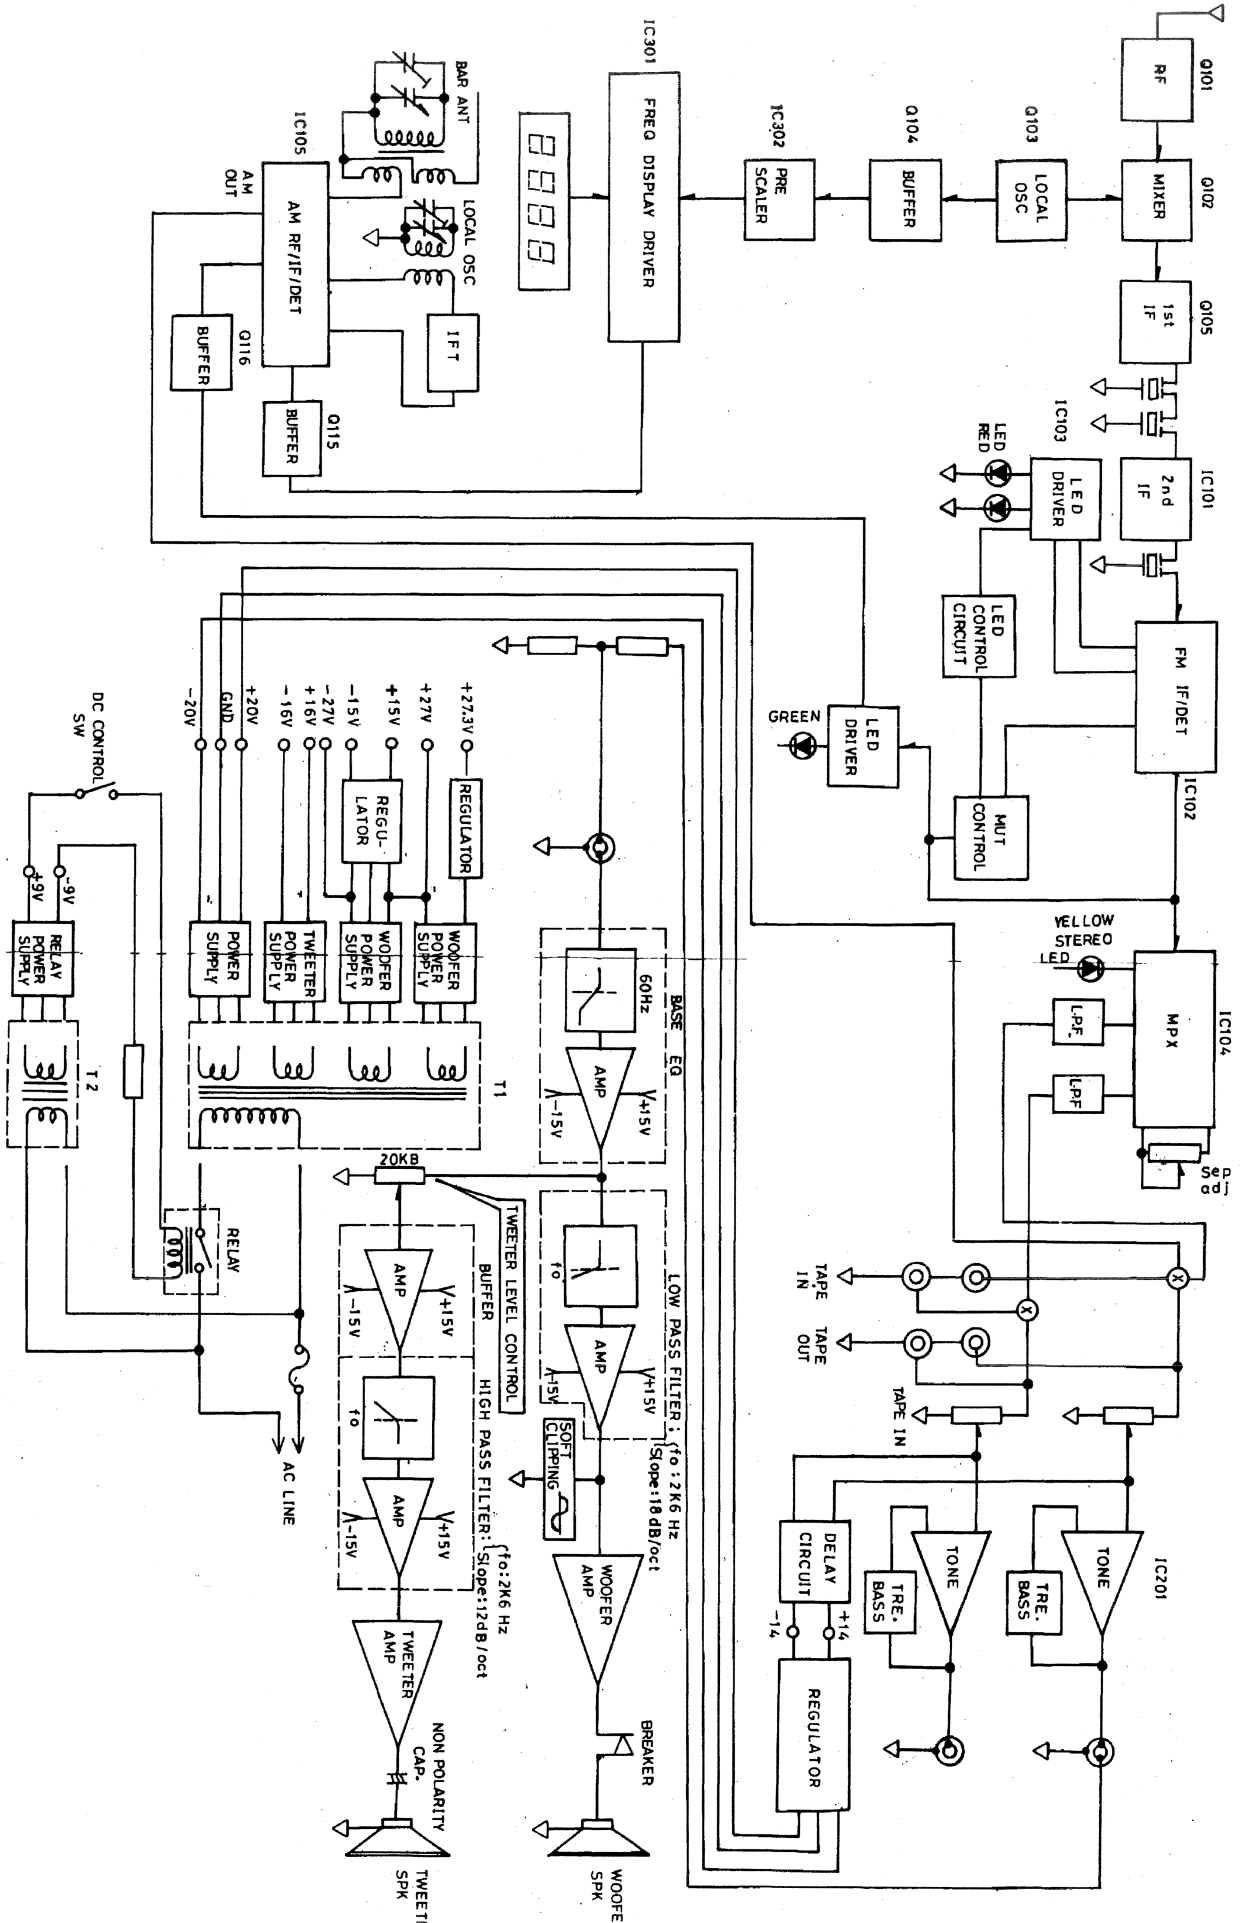 Q101
RF
Q102
MIXER
Q103
LOCAL
OSC
Q104
BUFFER
IC302
PRE
SCALER
IC301
FREQ DISPLAY DRIVER
BAR ANT
Q105
1st
IF
IC101
2nd
IF
IC103
LED
DRIVER
LED
RED
LED
CONTROL
CIRCUIT
FM IF/DET
IC102
MUT
CONTROL
LED
DRIVER
GREEN
IC105
AM RF/IF/DET
AM
OUT
LOCAL OSC
IFT
Q116
BUFFER
Q115
BUFFER
YELLOW
STEREO
LED
IC104
MPX
L.P.F.
L.P.F
Sep
adj
TAPE
IN
TAPE
OUT
TAPE IN
IC201
TONE
TRE.
BASS
TONE
TRE.
BASS
DELAY
CIRCUIT
+14
-14
REGULATOR
BASE EQ
60Hz
AMP
+15V
-15V
LOW PASS FILTER:
fo:2K6 Hz
Slope:18dB/oct
fo
AMP
+15V
-15V
SOFT
CLIPPING
WOOFER
AMP
BREAKER
WOOFE
SPK
20KB
TWEETER LEVEL CONTROL
BUFFER
AMP
+15V
-15V
HIGH PASS FILTER:
fo:2K6 Hz
Slope:12dB/oct
fo
AMP
+15V
-15V
TWEETER
AMP
NON POLARITY
CAP.
TWEET
SPK
+27.3V
+27V
+15V
-15V
-27V
+16V
-16V
+20V
GND
-20V
REGULATOR
REGU-
LATOR
WOOFER
POWER
SUPPLY
WOOFER
POWER
SUPPLY
TWEETER
POWER
SUPPLY
POWER
SUPPLY
T1
DC CONTROL
SW
-9V
+9V
RELAY
POWER
SUPPLY
T2
RELAY
AC LINE